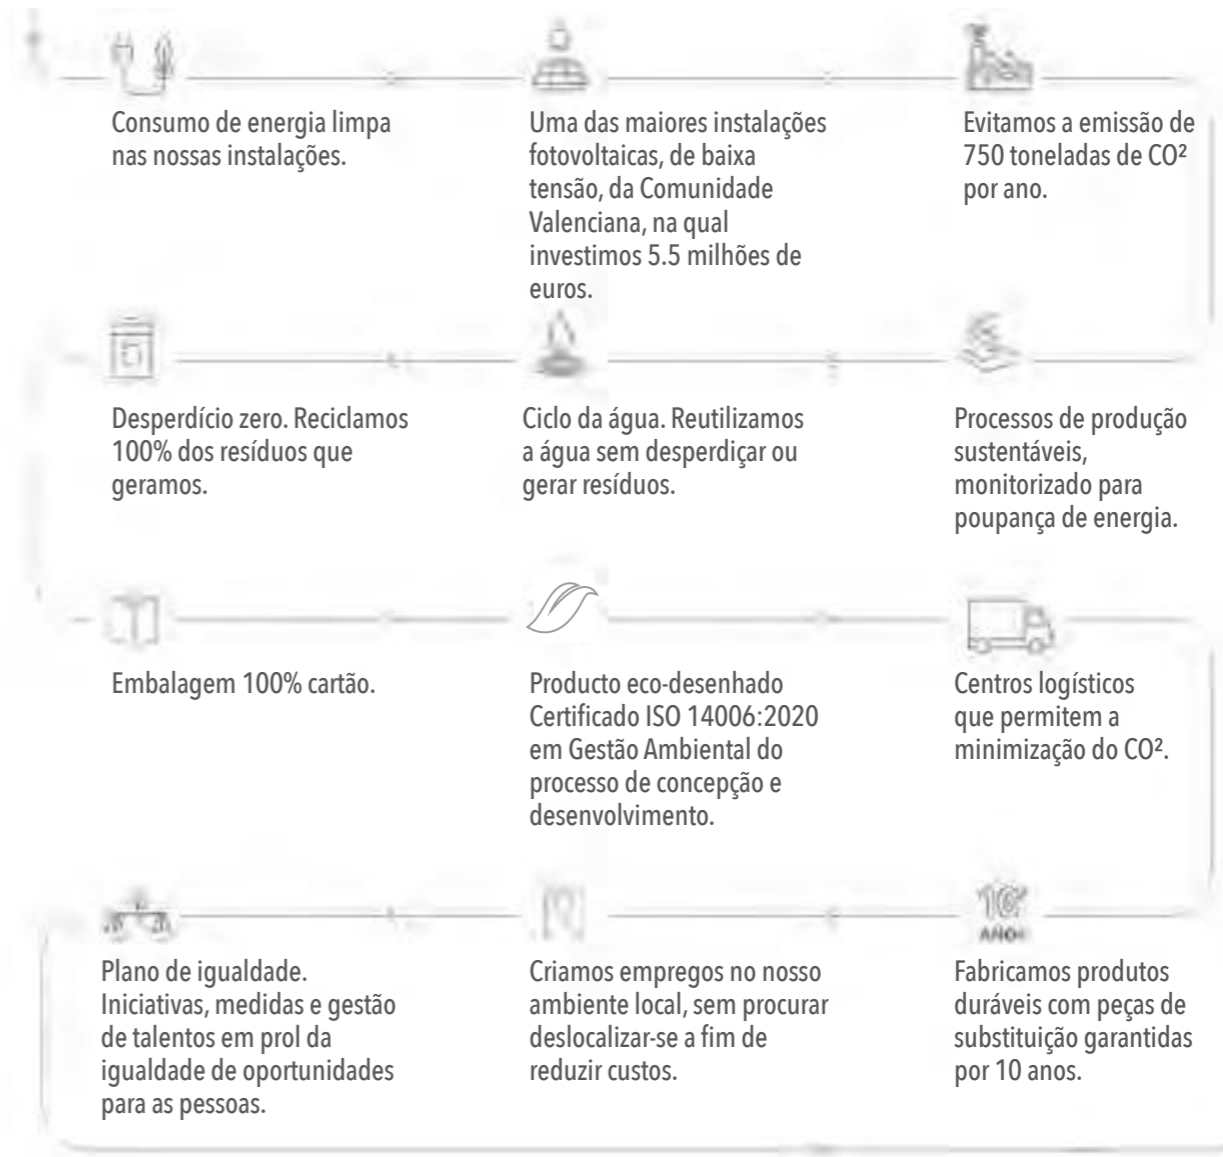 Consumo de energia limpa
nas nossas instalações.
Uma das maiores instalações
fotovoltaicas, de baixa
tensão, da Comunidade
Valenciana, na qual
investimos 5.5 milhões de
euros.
Evitamos a emissão de
750 toneladas de CO²
por ano.
Desperdício zero. Reciclamos
100% dos resíduos que
geramos.
Ciclo da água. Reutilizamos
a água sem desperdiçar ou
gerar resíduos.
Processos de produção
sustentáveis,
monitorizado para
poupança de energia.
Embalagem 100% cartão.
Producto eco-desenhado
Certificado ISO 14006:2020
em Gestão Ambiental do
processo de concepção e
desenvolvimento.
Centros logísticos
que permitem a
minimização do CO².
Plano de igualdade.
Iniciativas, medidas e gestão
de talentos em prol da
igualdade de oportunidades
para as pessoas.
Criamos empregos no nosso
ambiente local, sem procurar
deslocalizar-se a fim de
reduzir custos.
10
AÑOS
Fabricamos produtos
duráveis com peças de
substituição garantidas
por 10 anos.